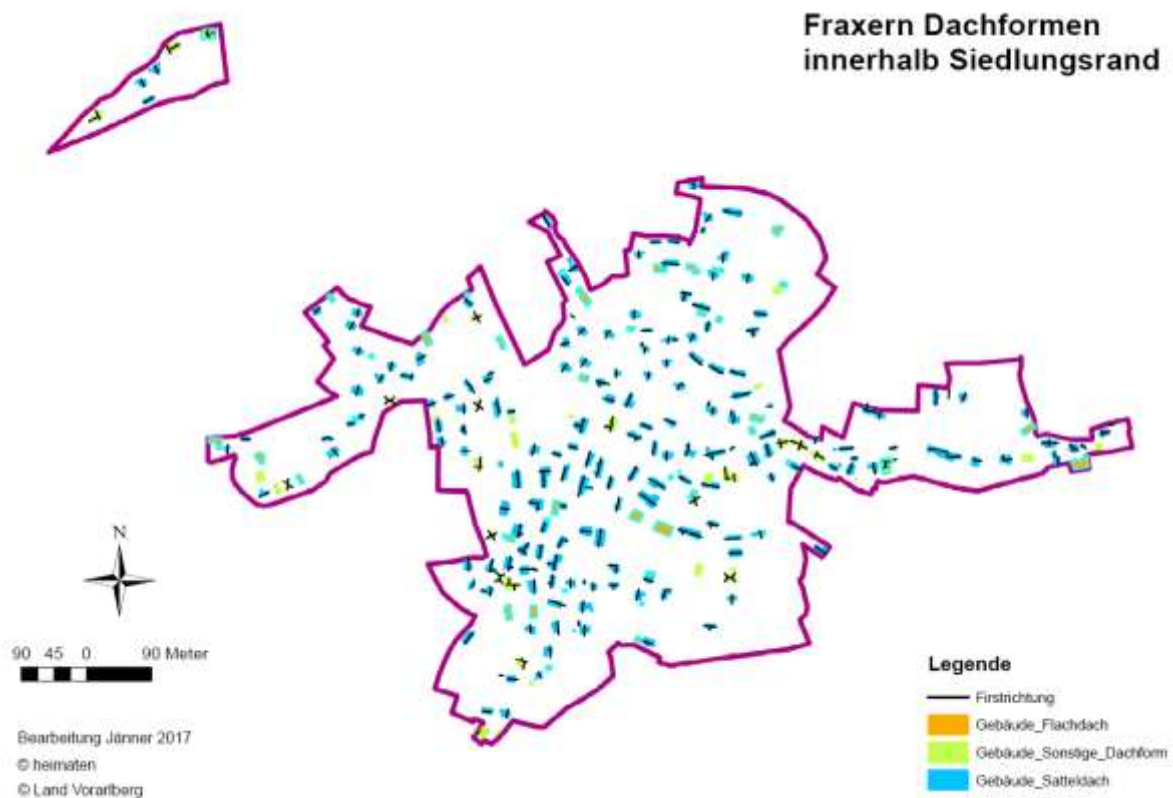 Fraxern Dachformen
innerhalb Siedlungsrand
N
90 45 0 90 Meter
Bearbeitung Jänner 2017
© heimaten
© Land Vorarlberg
Legende
Firstrichtung
Gebäude_Flachdach
Gebäude_Sonstige_Dachform
Gebäude_Satteldach